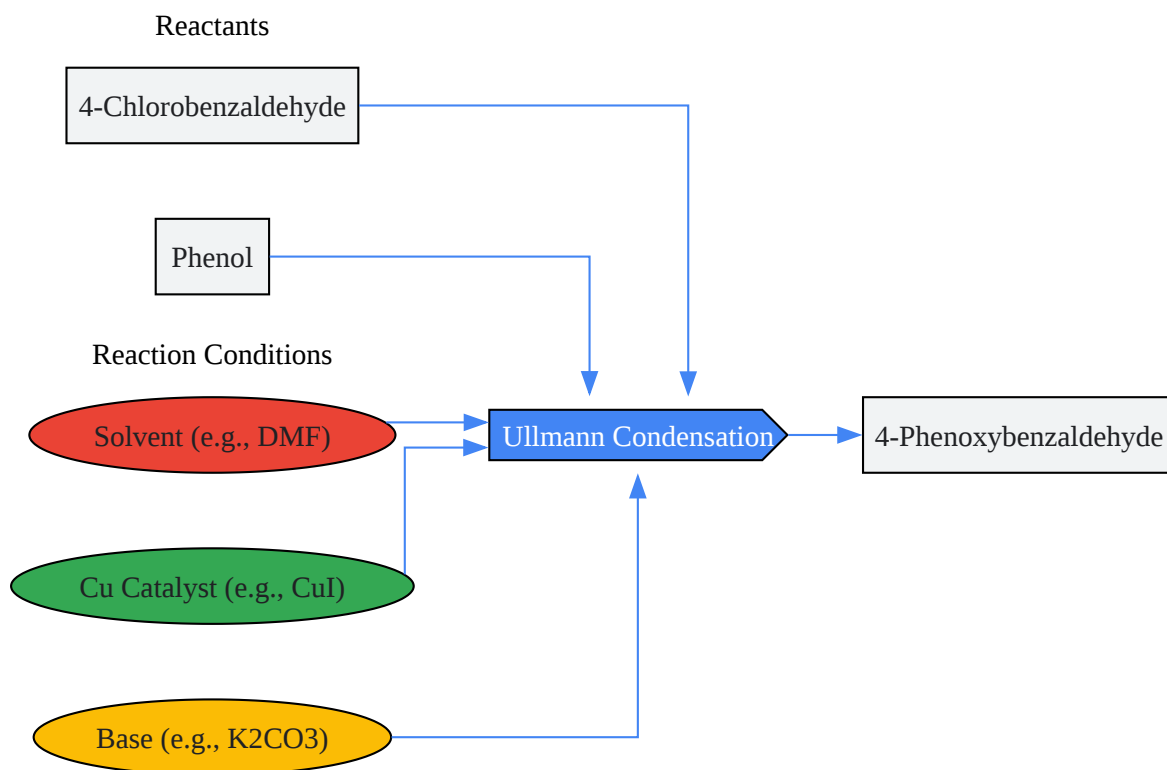 Reactants
4-Chlorobenzaldehyde
Phenol
Reaction Conditions
Solvent (e.g., DMF)
Ullmann Condensation
4-Phenoxybenzaldehyde
Cu Catalyst (e.g., CuI)
Base (e.g., K2CO3)